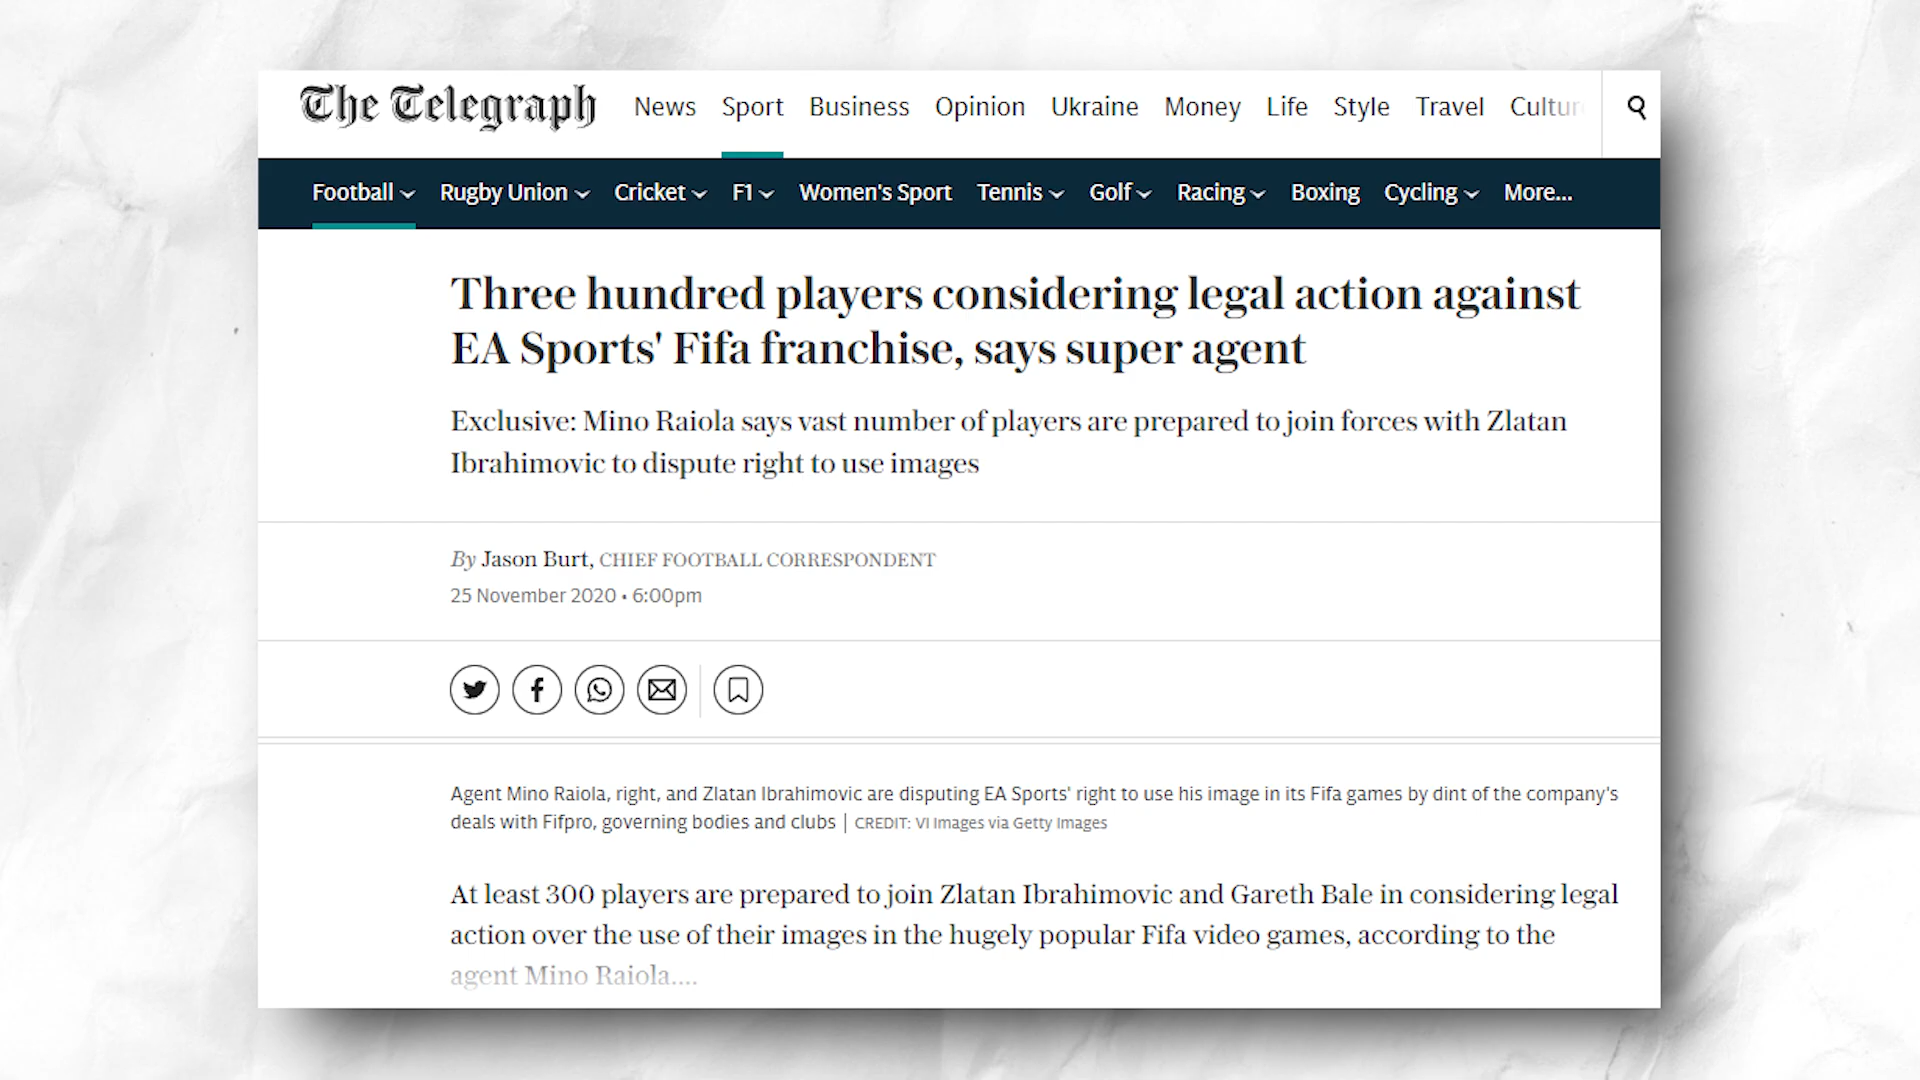 The Telegraph News Sport Business Opinion Ukraine Money Life Style Travel Cultur
Football Rugby Union Cricket F1 Women's Sport Tennis Golf Racing Boxing Cycling More...
Three hundred players considering legal action against
EA Sports' Fifa franchise, says super agent
Exclusive: Mino Raiola says vast number of players are prepared to join forces with Zlatan
Ibrahimovic to dispute right to use images
By Jason Burt, CHIEF FOOTBALL CORRESPONDENT
25 November 2020 • 6:00pm
Agent Mino Raiola, right, and Zlatan Ibrahimovic are disputing EA Sports' right to use his image in its Fifa games by dint of the company's
deals with Fifpro, governing bodies and clubs | CREDIT: VI Images via Getty Images
At least 300 players are prepared to join Zlatan Ibrahimovic and Gareth Bale in considering legal
action over the use of their images in the hugely popular Fifa video games, according to the
agent Mino Raiola....